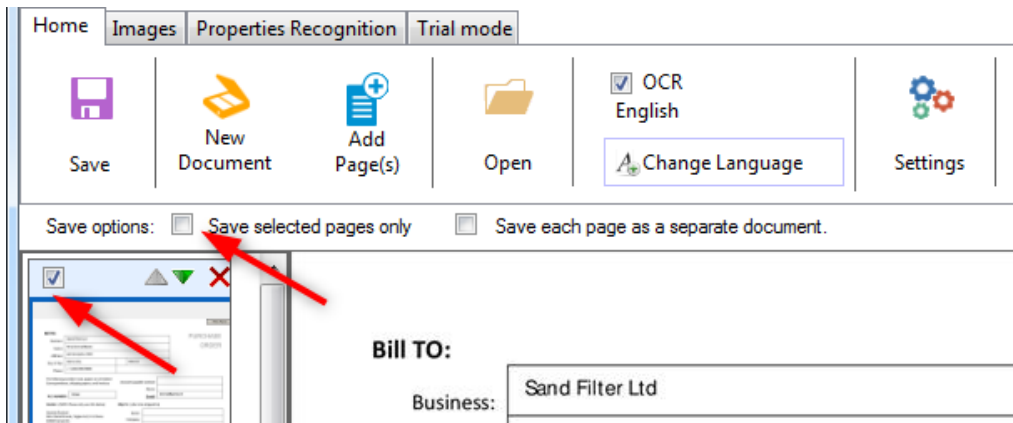 Home Images Properties Recognition Trial mode
Save
New Document
Add Page(s)
Open
OCR
English
Change Language
Settings
Save options: Save selected pages only Save each page as a separate document.
Bill TO:
Business: Sand Filter Ltd